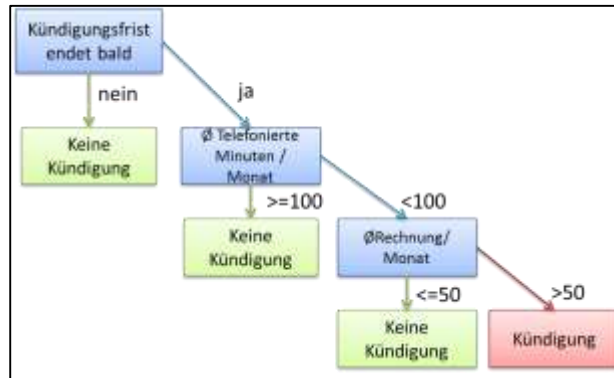 Kündigungsfrist
endet bald
nein
ja
Keine
Kündigung
Ø Telefonierte
Minuten /
Monat
>=100
<100
Keine
Kündigung
ØRechnung/
Monat
<=50
>50
Keine
Kündigung
Kündigung